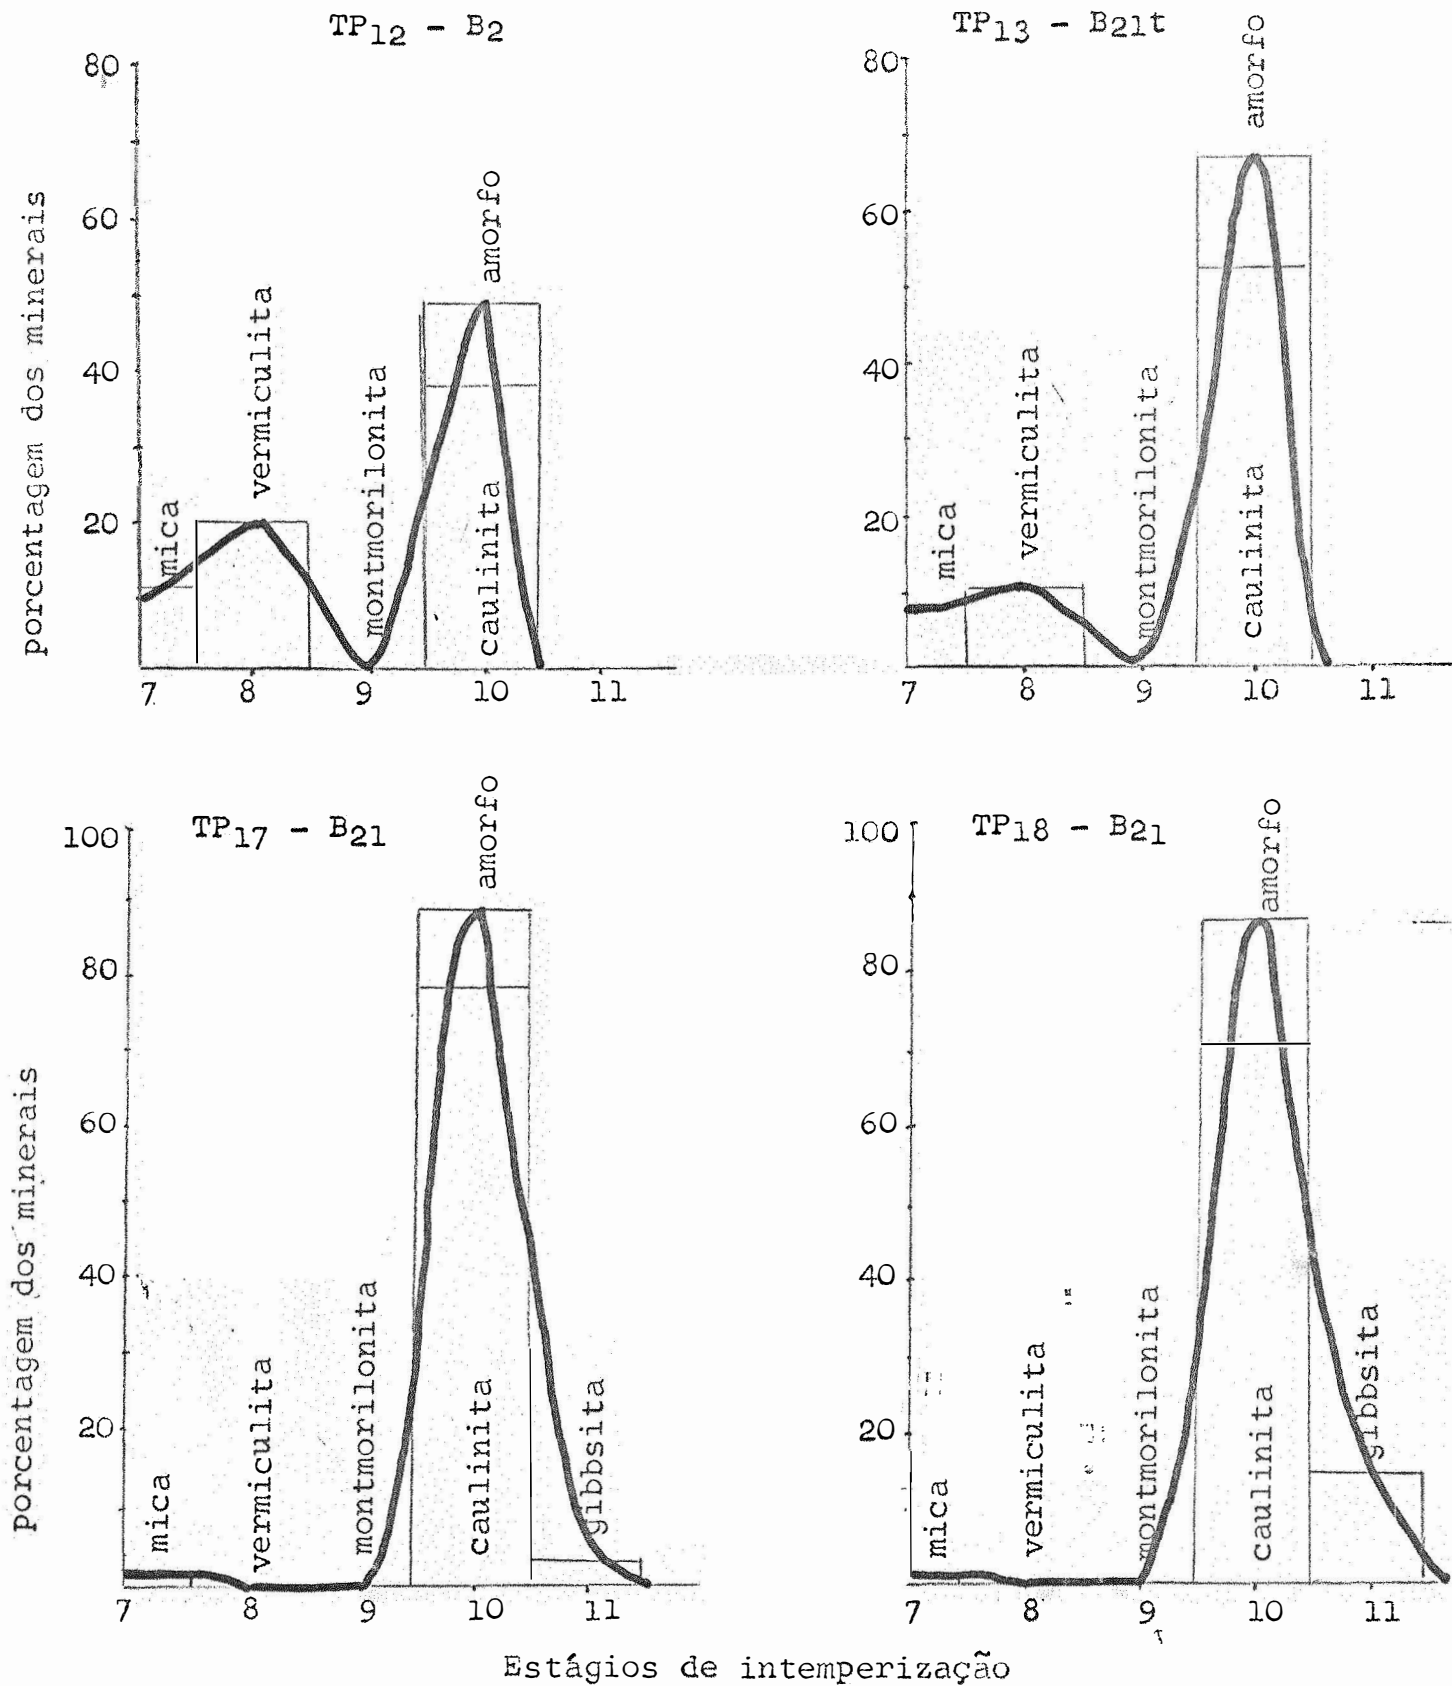 TP12 - B2
80
60
40
20
porcentagem dos minerais
mica
vermiculita
montmorilonita
caulinita
amorfo
7 8 9 10 11
TP13 - B21t
80
60
40
20
mica
vermiculita
montmorilonita
caulinita
amorfo
7 8 9 10 11
TP17 - B21
100
80
60
40
20
porcentagem dos minerais
mica
vermiculita
montmorilonita
caulinita
amorfo
gibbsita
7 8 9 10 11
TP18 - B21
100
80
60
40
20
mica
vermiculita
montmorilonita
caulinita
amorfo
gibbsita
7 8 9 10 11
Estágios de intemperização